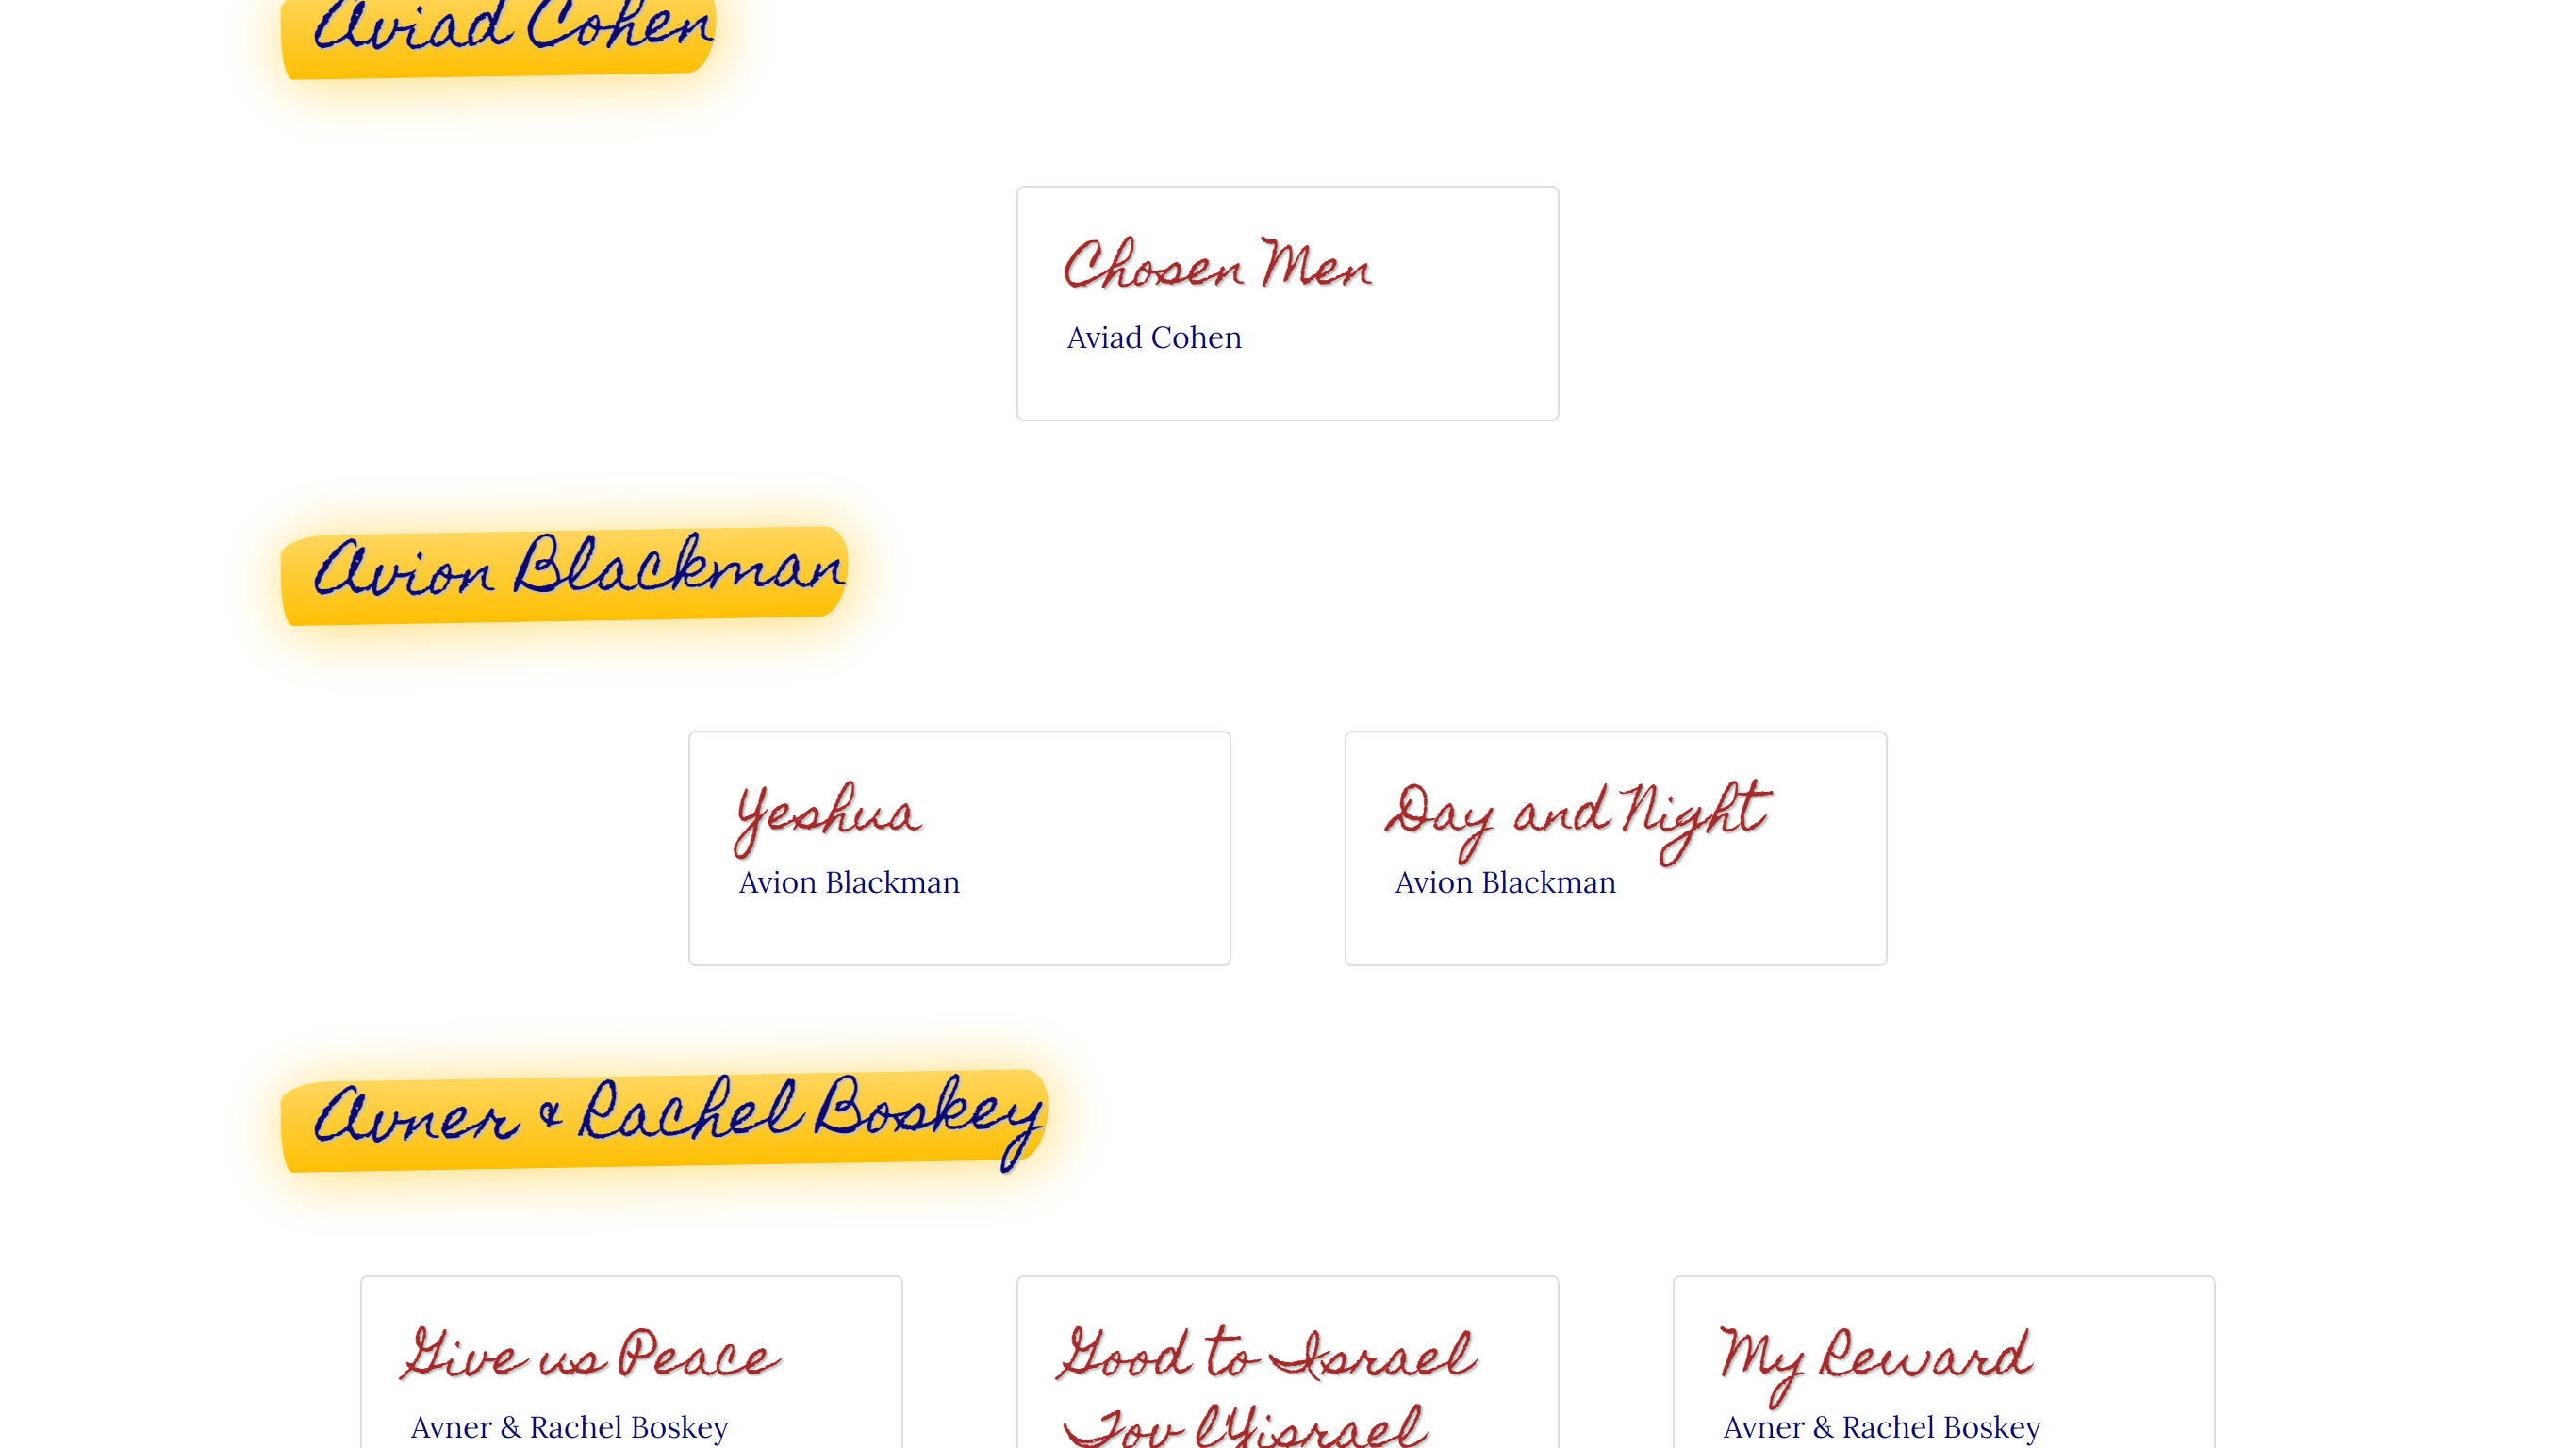 Aviad Cohen
Chosen Men
Aviad Cohen
Avion Blackman
Yeshua
Avion Blackman
Day and Night
Avion Blackman
Avner & Rachel Boskey
Give us Peace
Avner & Rachel Boskey
Good to Israel
Tov lYisrael
My Reward
Avner & Rachel Boskey